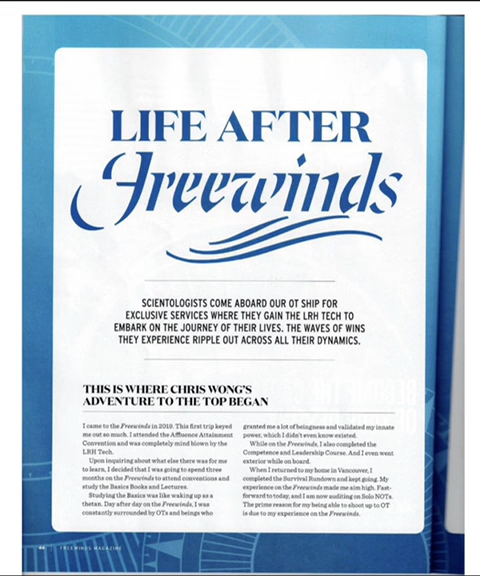 LIFE AFTER
Freewinds
SCIENTOLOGISTS COME ABOARD OUR OT SHIP FOR
EXCLUSIVE SERVICES WHERE THEY GAIN THE LRH TECH TO
EMBARK ON THE JOURNEY OF THEIR LIVES. THE WAVES OF WINS
THEY EXPERIENCE RIPPLE OUT ACROSS ALL THEIR DYNAMICS.
THIS IS WHERE CHRIS WONG'S
ADVENTURE TO THE TOP BEGAN
I came to the Freewinds in 2019. This first trip keyed
me out so much. I attended the Affluence Attainment
Convention and was completely mind blown by the
LRH Tech.
Upon inquiring about what else there was for me
to learn, I decided that I was going to spend three
months on the Freewinds to attend conventions and
study the Basics Books and Lectures.
Studying the Basics was like waking up as a
thetan. Day after day on the Freewinds, I was
constantly surrounded by OTs and beings who
granted me a lot of beingness and validated my innate
power, which I didn't even know existed.
While on the Freewinds, I also completed the
Competence and Leadership Course. And I even went
exterior while on board.
When I returned to my home in Vancouver, I
completed the Survival Rundown and kept going. My
experience on the Freewinds made me aim high. Fast-
forward to today, and I am now auditing on Solo NOTs.
The prime reason for my being able to shoot up to OT
is due to my experience on the Freewinds.
FREEWINDS MAGAZINE